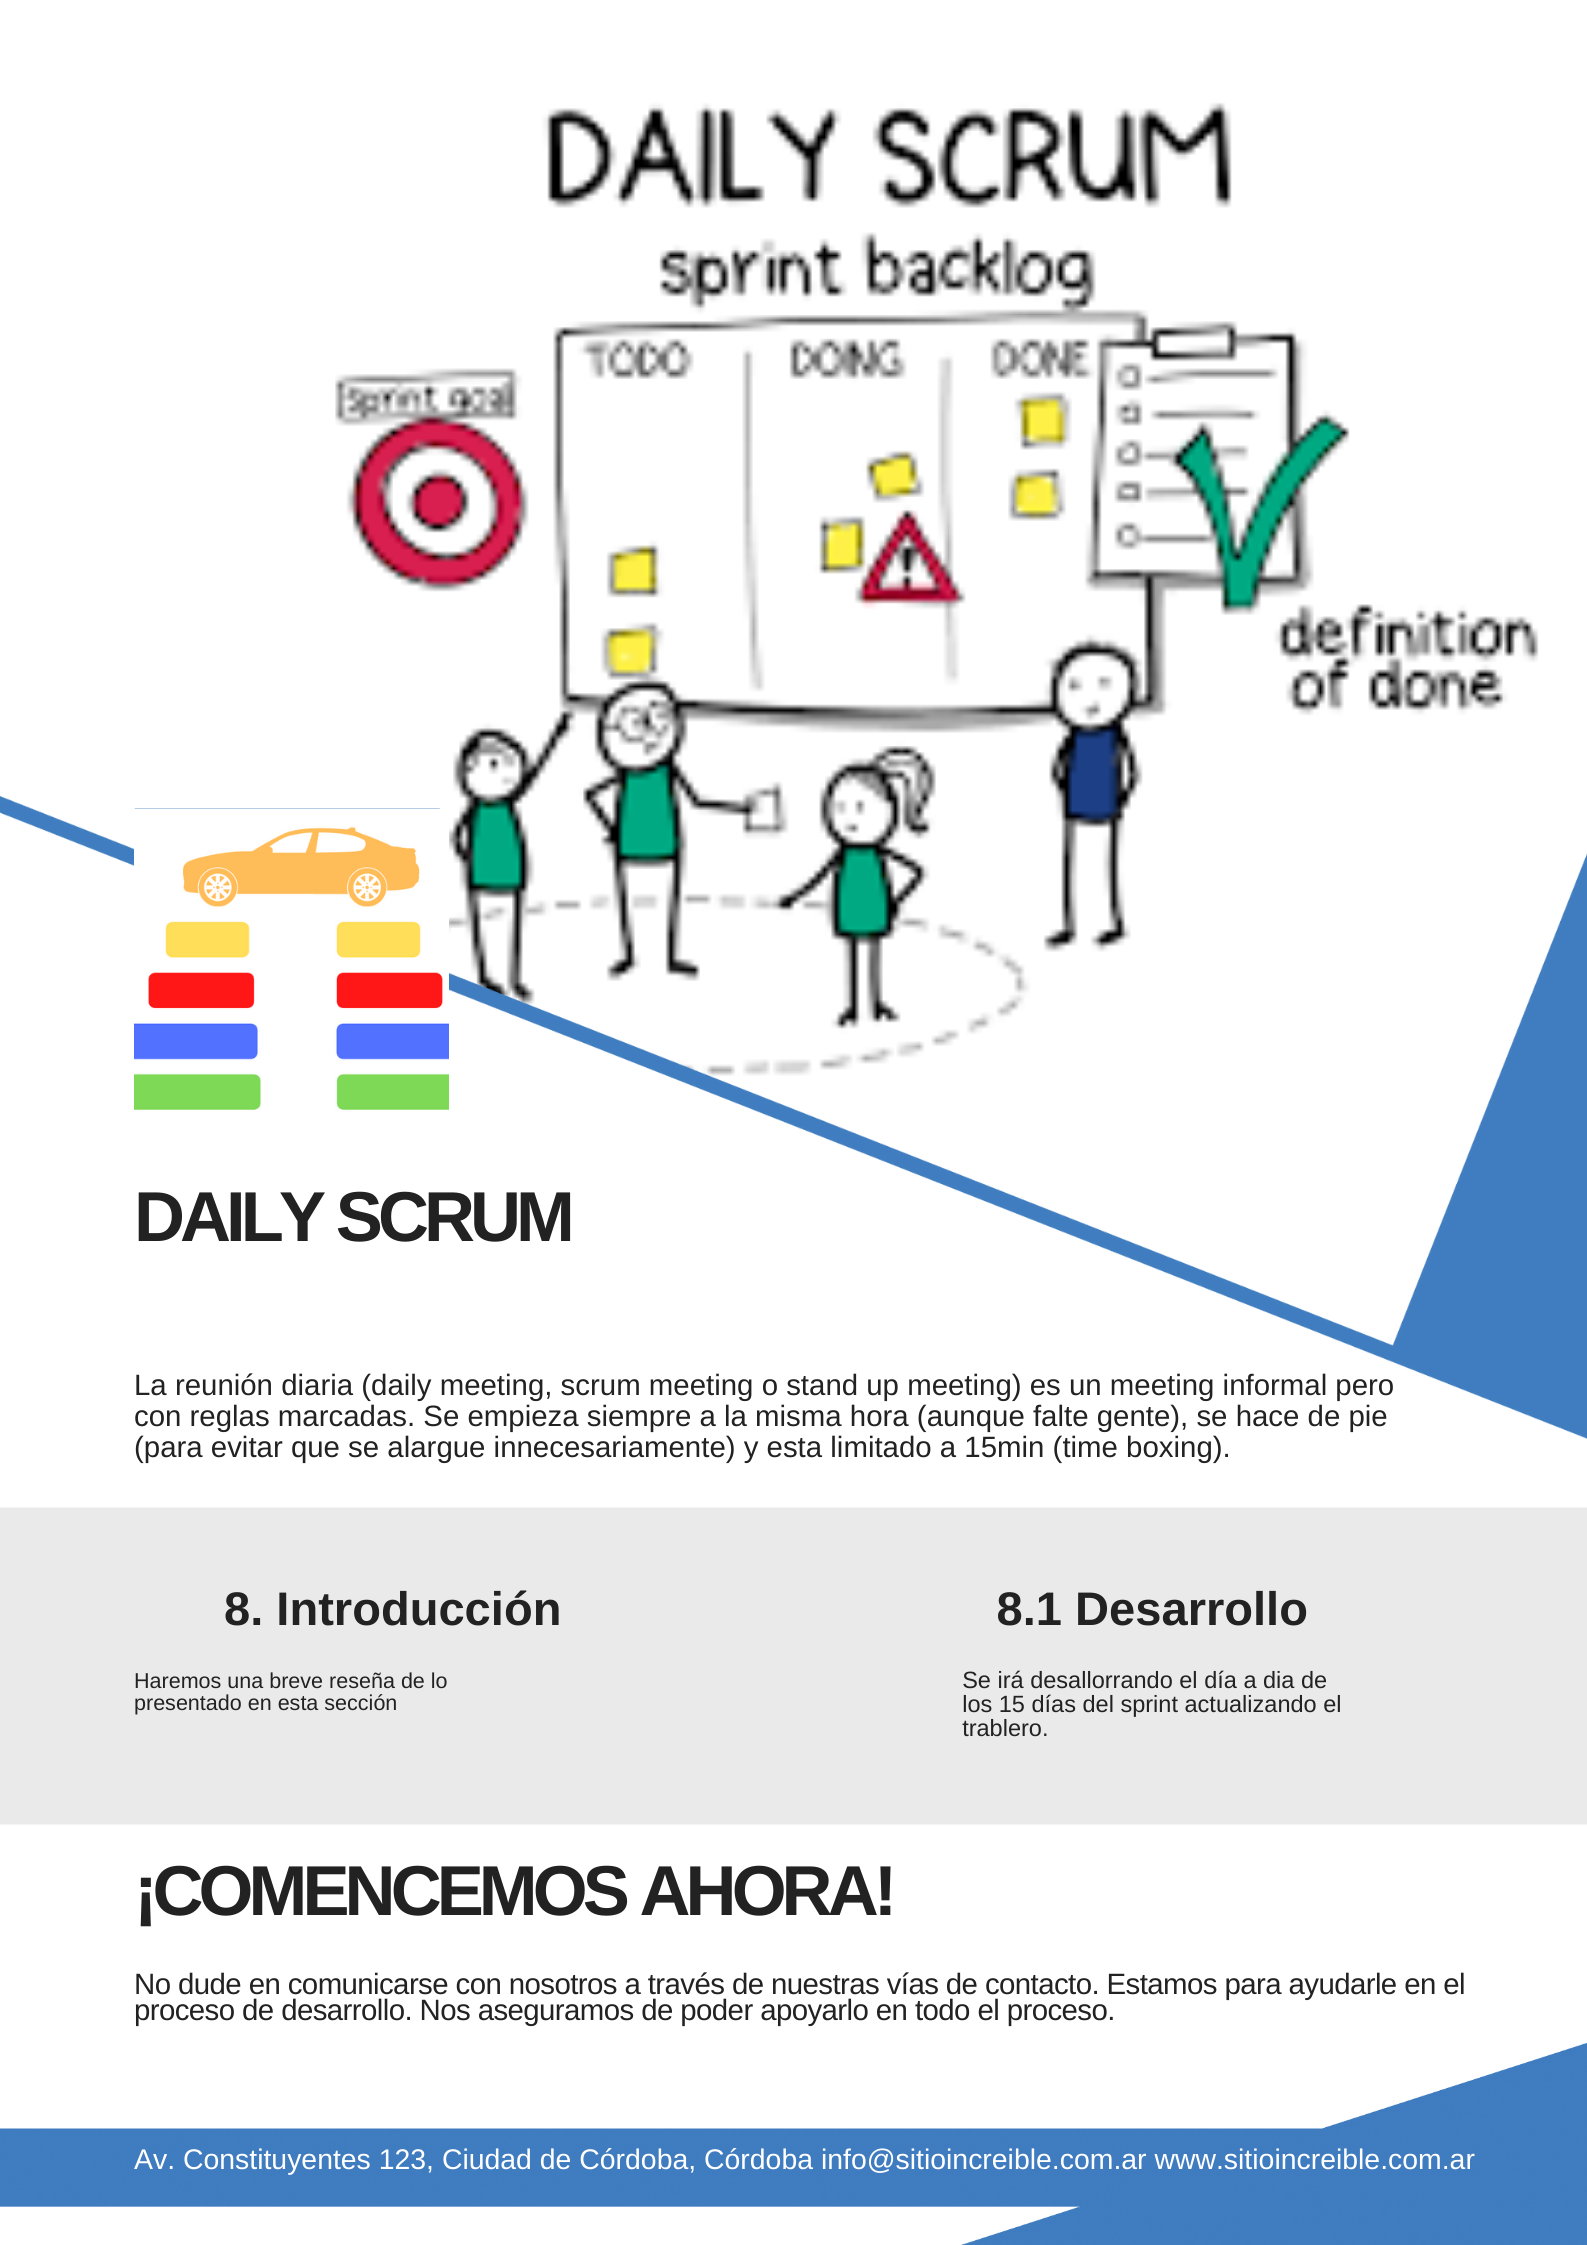 DAILY SCRUM
sprint backlog
TODO DOING DONE
sprint goal
definition
of done
DAILY SCRUM
La reunión diaria (daily meeting, scrum meeting o stand up meeting) es un meeting informal pero
con reglas marcadas. Se empieza siempre a la misma hora (aunque falte gente), se hace de pie
(para evitar que se alargue innecesariamente) y esta limitado a 15min (time boxing).
8. Introducción
Haremos una breve reseña de lo
presentado en esta sección
8.1 Desarrollo
Se irá desallorrando el día a dia de
los 15 días del sprint actualizando el
trablero.
¡COMENCEMOS AHORA!
No dude en comunicarse con nosotros a través de nuestras vías de contacto. Estamos para ayudarle en el
proceso de desarrollo. Nos aseguramos de poder apoyarlo en todo el proceso.
Av. Constituyentes 123, Ciudad de Córdoba, Córdoba info@sitioincreible.com.ar www.sitioincreible.com.ar